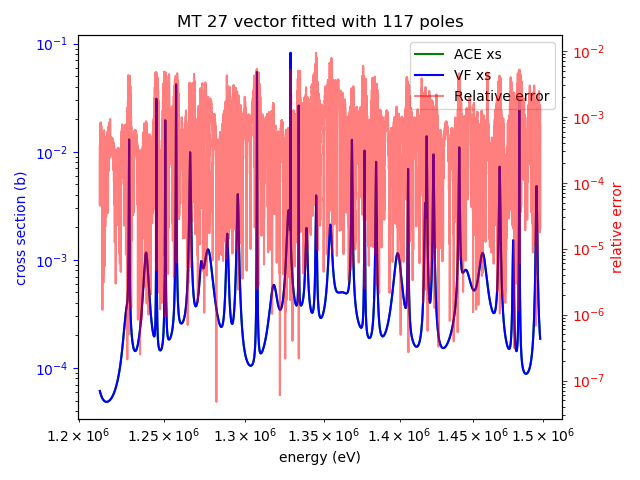 MT 27 vector fitted with 117 poles
ACE xs
VF xs
Relative error
cross section (b)
10⁻¹
10⁻²
10⁻³
10⁻⁴
relative error
10⁻²
10⁻³
10⁻⁴
10⁻⁵
10⁻⁶
10⁻⁷
1.2 × 10⁶ 1.25 × 10⁶ 1.3 × 10⁶ 1.35 × 10⁶ 1.4 × 10⁶ 1.45 × 10⁶ 1.5 × 10⁶
energy (eV)